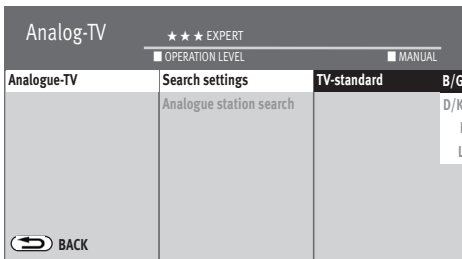 Analog-TV
★ ★ ★ EXPERT
OPERATION LEVEL MANUAL
Analogue-TV Search settings TV-standard B/G
Analogue station search D/K
L
BACK